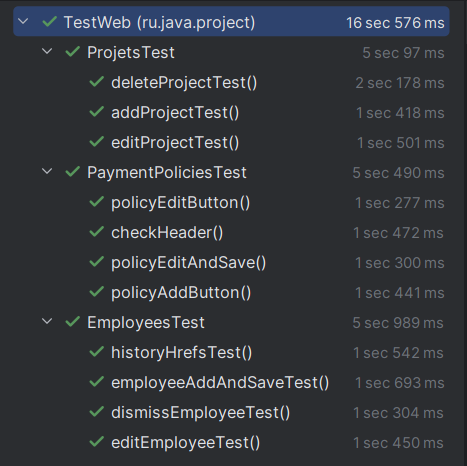 TestWeb (ru.java.project) 16 sec 576 ms
ProjetsTest 5 sec 97 ms
deleteProjectTest() 2 sec 178 ms
addProjectTest() 1 sec 418 ms
editProjectTest() 1 sec 501 ms
PaymentPoliciesTest 5 sec 490 ms
policyEditButton() 1 sec 277 ms
checkHeader() 1 sec 472 ms
policyEditAndSave() 1 sec 300 ms
policyAddButton() 1 sec 441 ms
EmployeesTest 5 sec 989 ms
historyHrefsTest() 1 sec 542 ms
employeeAddAndSaveTest() 1 sec 693 ms
dismissEmployeeTest() 1 sec 304 ms
editEmployeeTest() 1 sec 450 ms